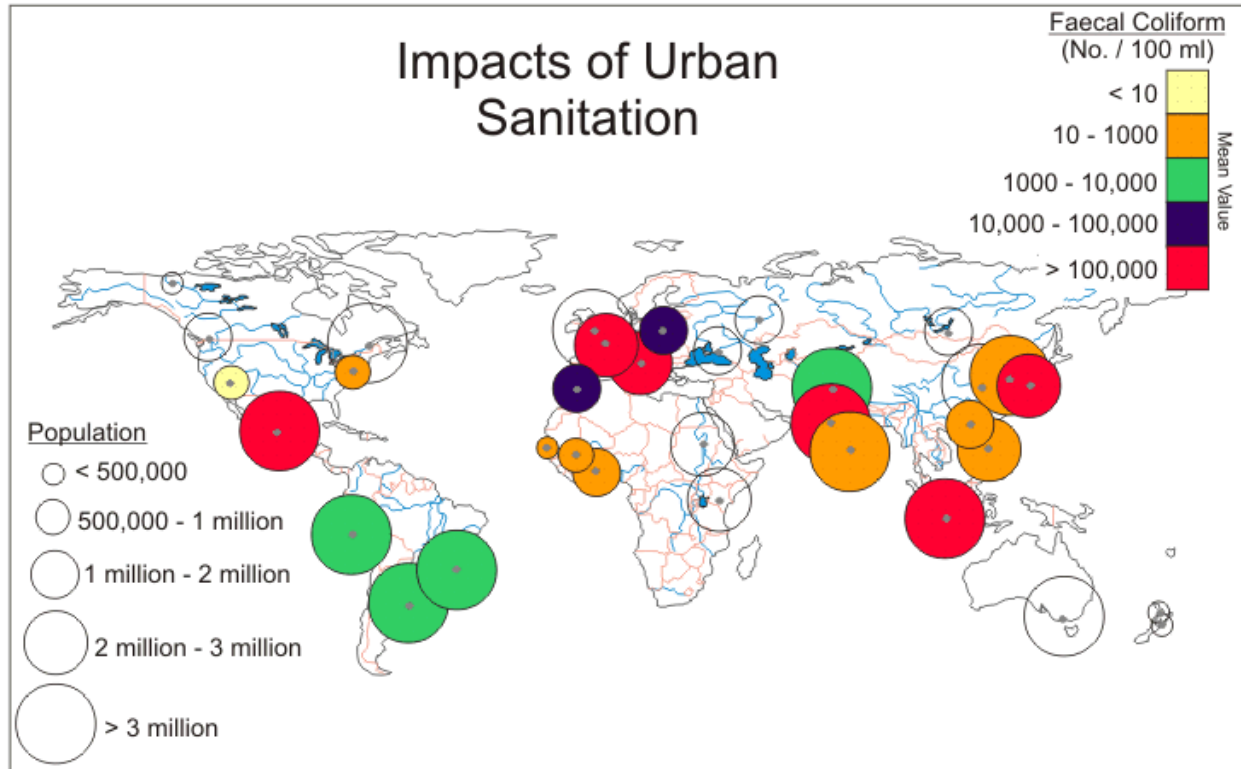 Impacts of Urban
Sanitation
Faecal Coliform
(No. / 100 ml)
< 10
10 - 1000
1000 - 10,000
10,000 - 100,000
> 100,000
Mean Value
Population
< 500,000
500,000 - 1 million
1 million - 2 million
2 million - 3 million
> 3 million